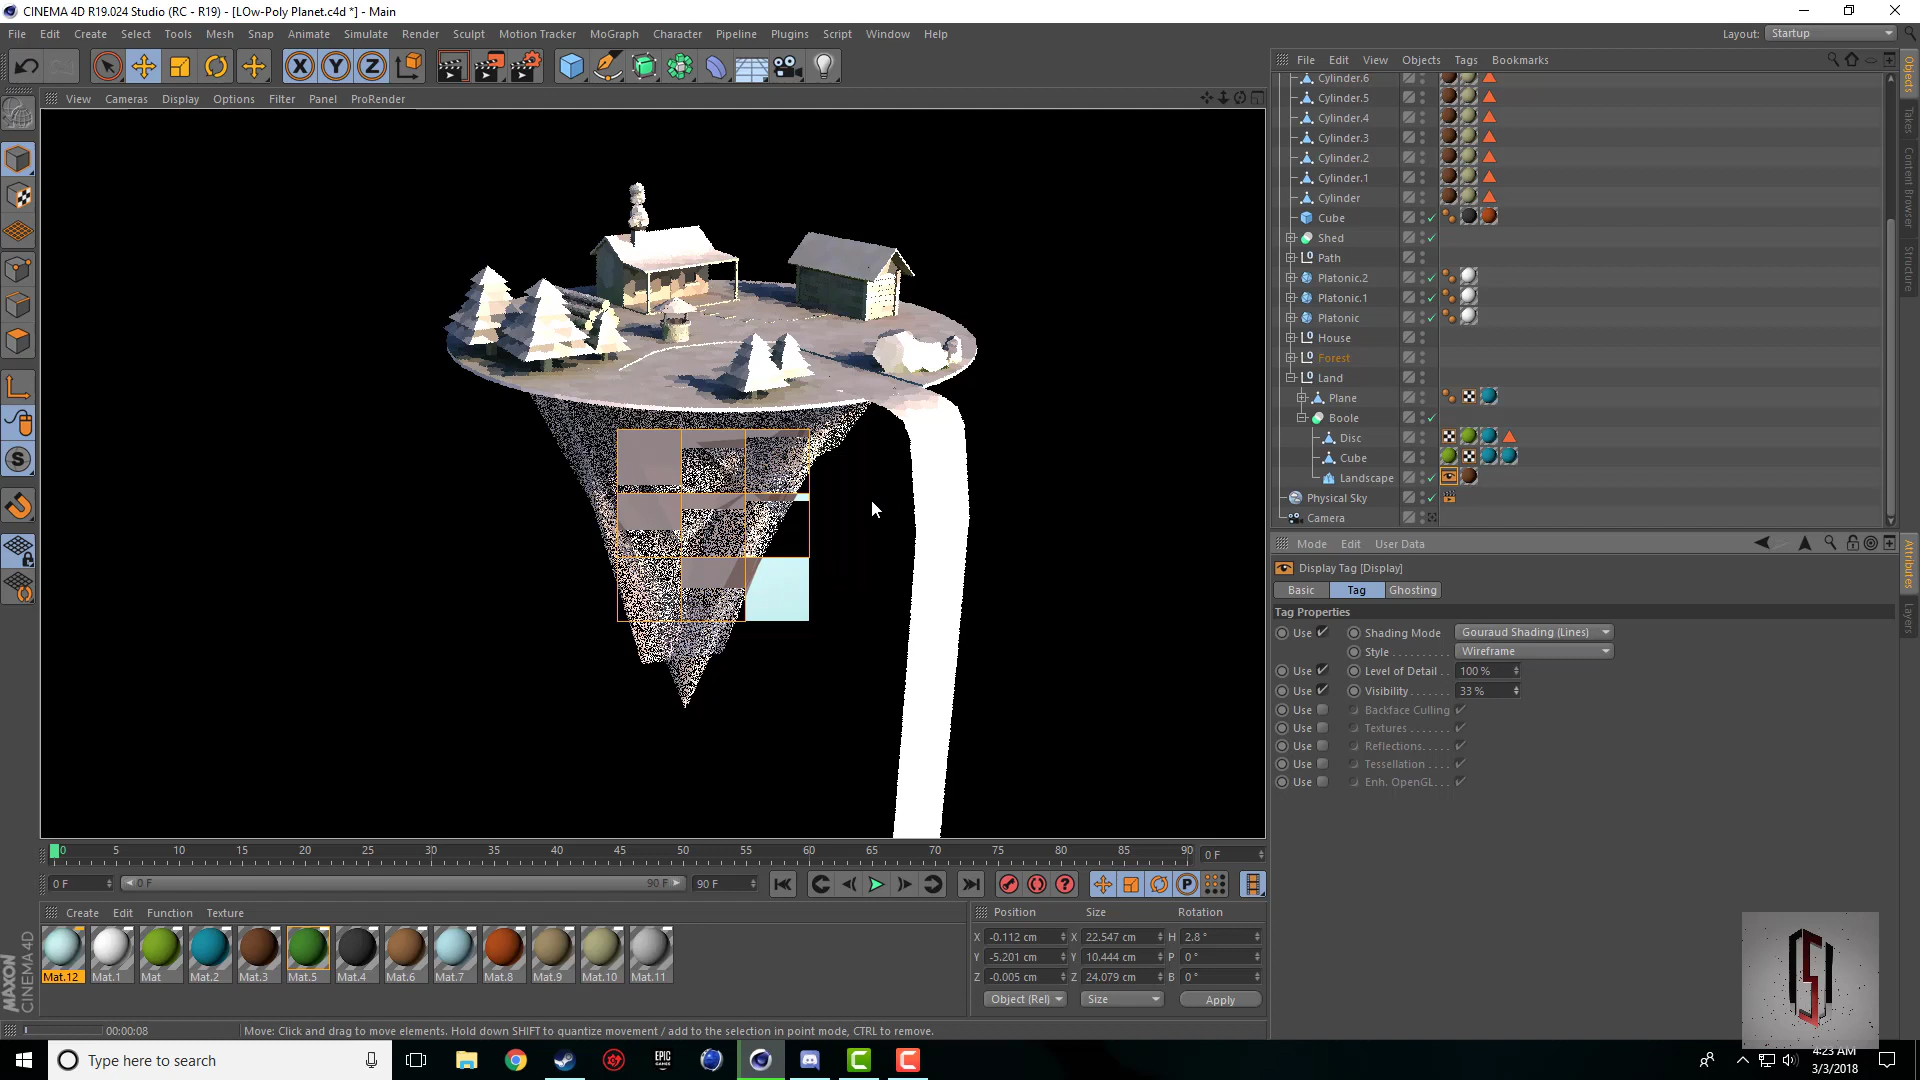 CINEMA 4D R19.024 Studio (RC - R19) - [LOw-Poly Planet.c4d *] - Main
File Edit Create Select Tools Mesh Snap Animate Simulate Render Sculpt Motion Tracker MoGraph Character Pipeline Plugins Script Window Help
Layout: Startup
View Cameras Display Options Filter Panel ProRender
File Edit View Objects Tags Bookmarks
Cylinder.6
Cylinder.5
Cylinder.4
Cylinder.3
Cylinder.2
Cylinder.1
Cylinder
Cube
Shed
Path
Platonic.2
Platonic.1
Platonic
House
Forest
Land
Plane
Boole
Disc
Cube
Landscape
Physical Sky
Camera
Objects
Takes
Content Browser
Structure
Mode Edit User Data
Display Tag [Display]
Basic Tag Ghosting
Tag Properties
Use Shading Mode Gouraud Shading (Lines)
Style Wireframe
Use Level of Detail 100 %
Use Visibility 33 %
Use Backface Culling
Use Textures
Use Reflections
Use Tessellation
Use Enh. OpenGL
Attributes
Layers
0 5 10 15 20 25 30 35 40 45 50 55 60 65 70 75 80 85 90
0 F
0 F 0 F 90 F 90 F
Create Edit Function Texture
Mat.12 Mat.1 Mat Mat.2 Mat.3 Mat.5 Mat.4 Mat.6 Mat.7 Mat.8 Mat.9 Mat.10 Mat.11
Position Size Rotation
X -0.112 cm X 22.547 cm H 2.8 °
Y -5.201 cm Y 10.444 cm P 0 °
Z -0.005 cm Z 24.079 cm B 0 °
Object (Rel) Size Apply
MAXON CINEMA 4D
00:00:08 Move: Click and drag to move elements. Hold down SHIFT to quantize movement / add to the selection in point mode, CTRL to remove.
Type here to search
EPIC GAMES
4:23 AM
3/3/2018